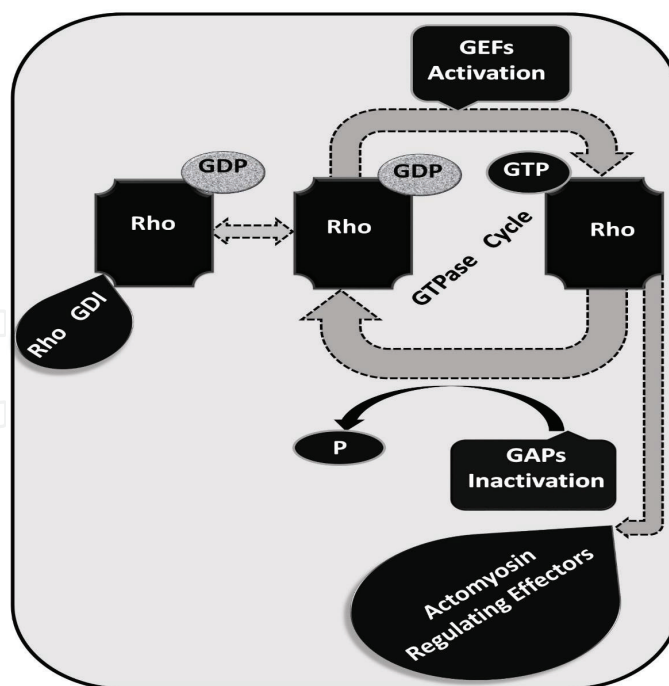 GEFs
Activation
GDP
GDP
GTP
Rho
Rho
Rho
GTPase Cycle
Rho GDI
P
GAPs
Inactivation
Actomyosin
Regulating Effectors